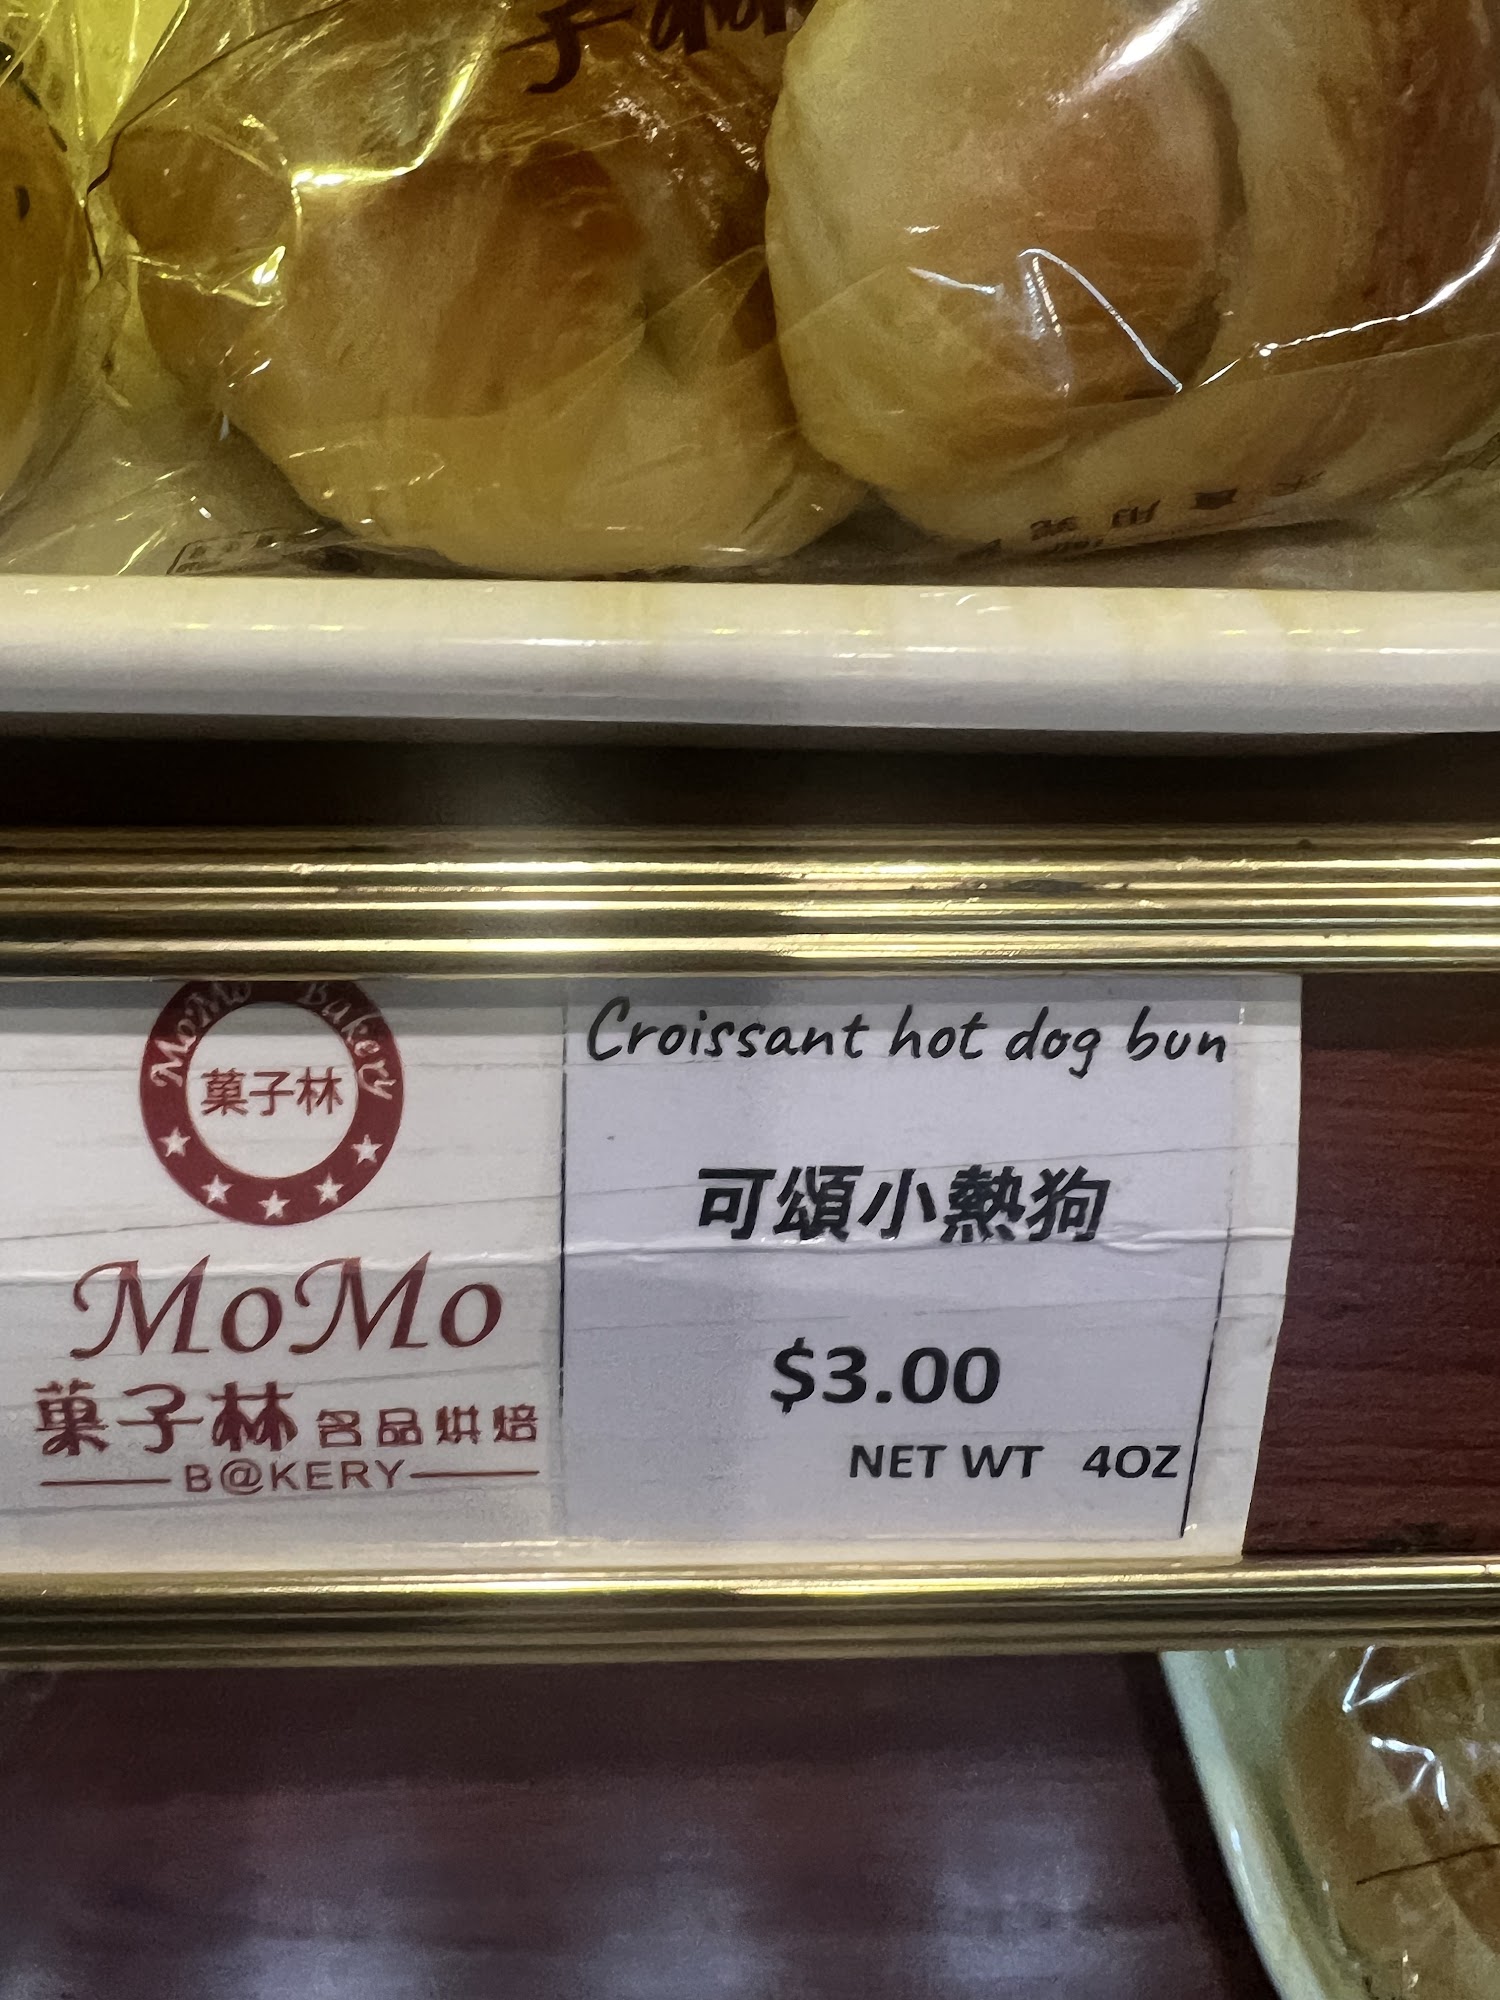 MoMo Bakery
菓子林
MoMo
菓子林 名品烘焙
B@KERY
Croissant hot dog bun
可頌小熱狗
$3.00
NET WT 4OZ